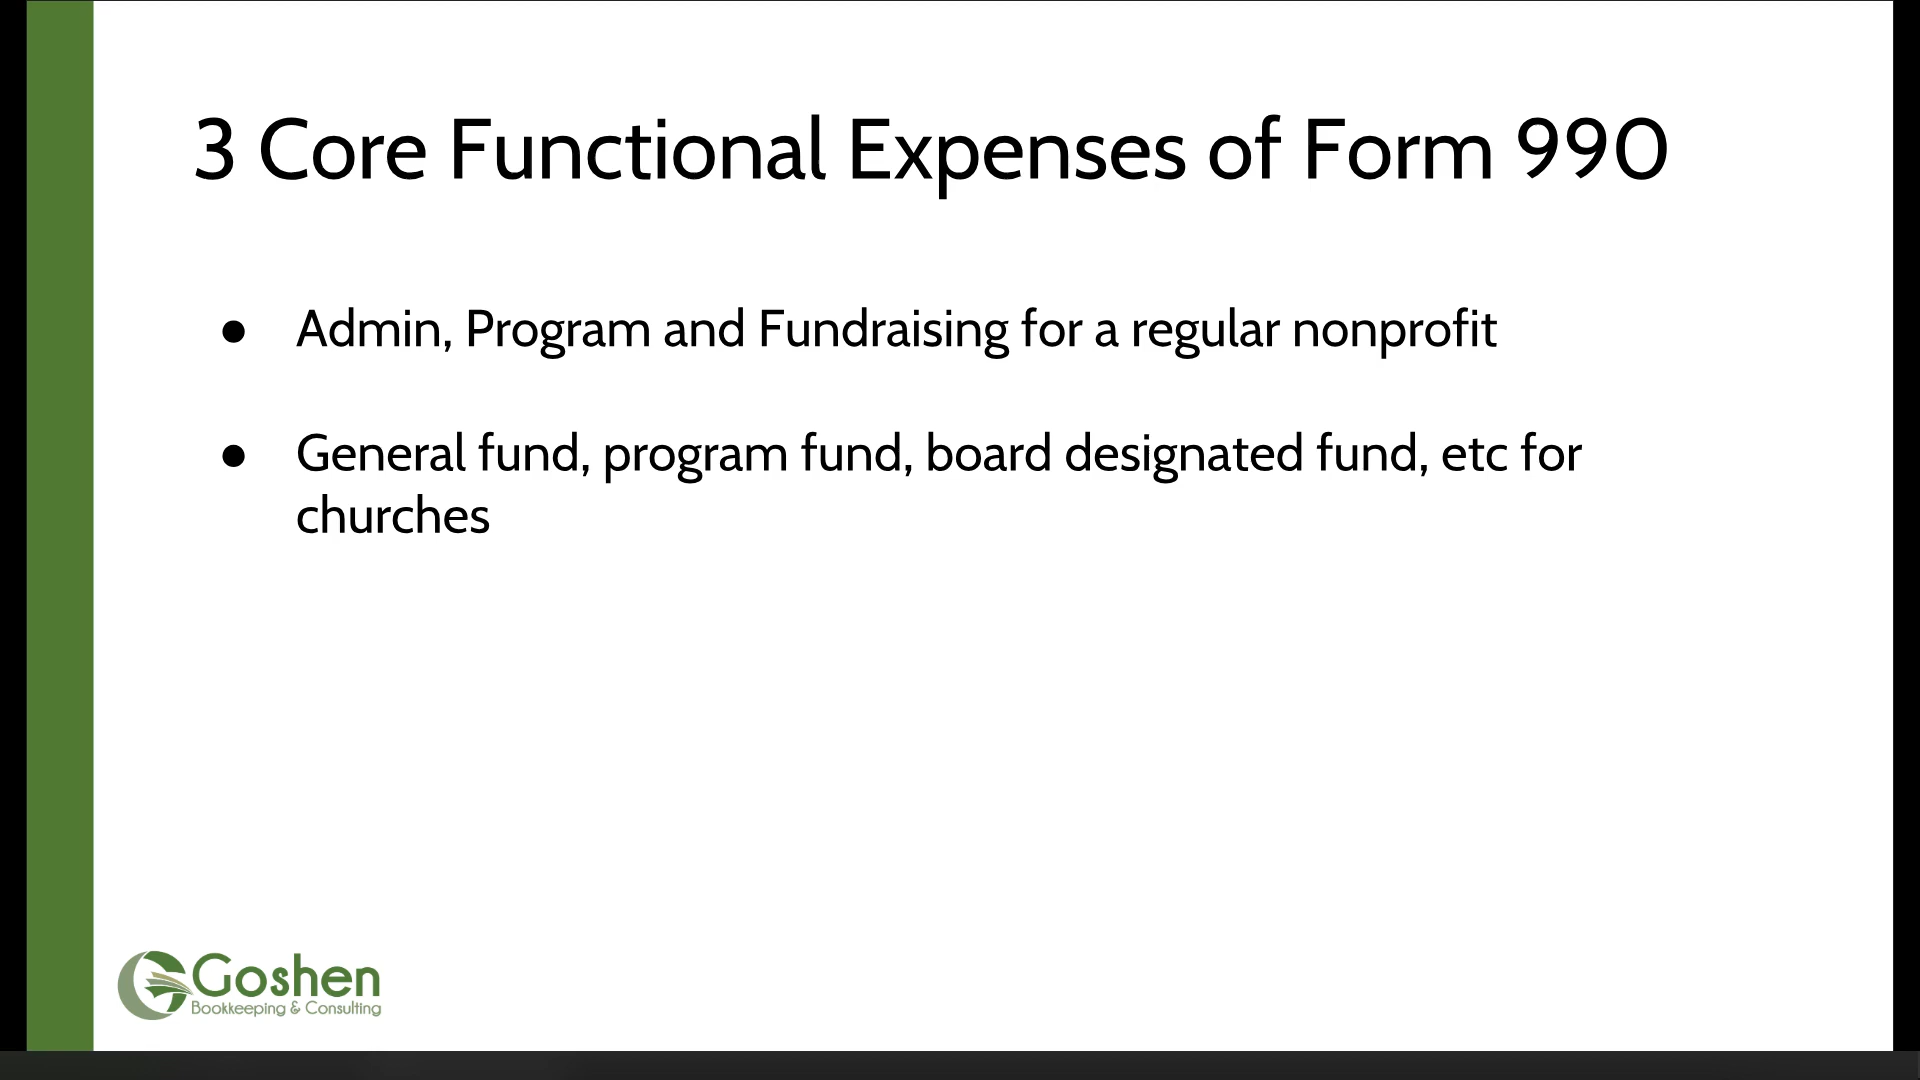 3 Core Functional Expenses of Form 990
● Admin, Program and Fundraising for a regular nonprofit
● General fund, program fund, board designated fund, etc for
churches
Goshen
Bookkeeping & Consulting